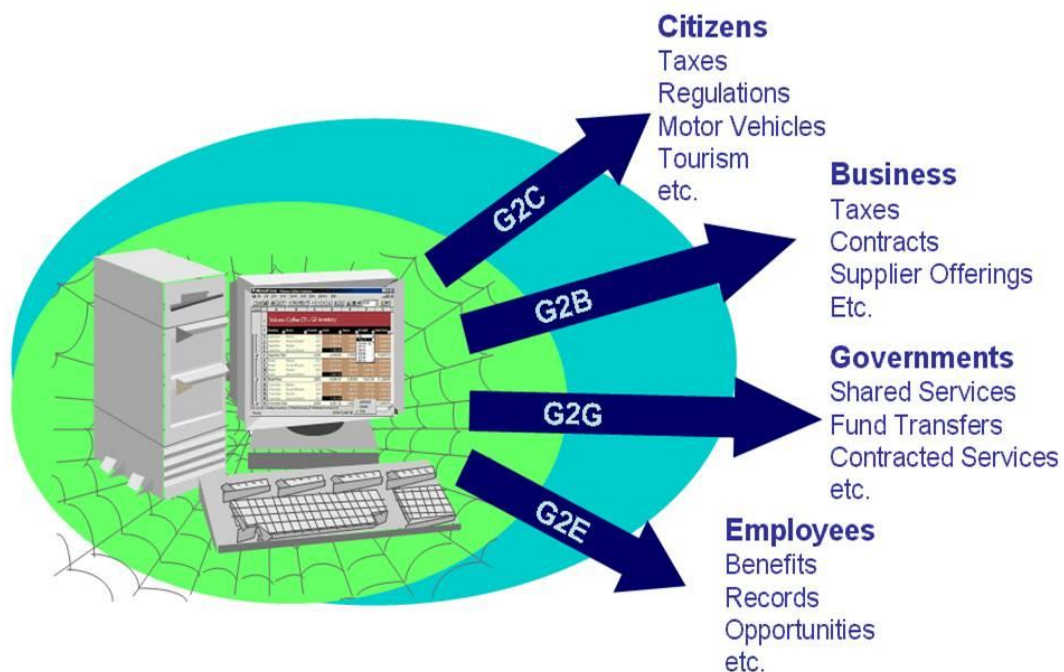 Citizens
Taxes
Regulations
Motor Vehicles
Tourism
etc.
Business
Taxes
Contracts
Supplier Offerings
Etc.
Governments
Shared Services
Fund Transfers
Contracted Services
etc.
Employees
Benefits
Records
Opportunities
etc.
G2C
G2B
G2G
G2E